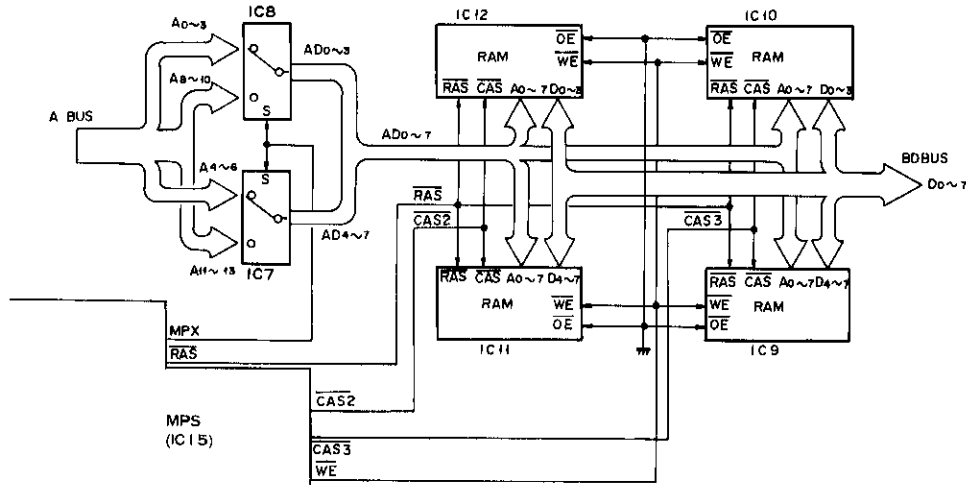 IC8
IC12
IC10
A0~3
AD0~3
A8~10
S
RAM
OE
WE
RAS CAS A0~7 D0~3
OE
WE
RAM
RAS CAS A0~7 D0~3
A BUS
AD0~7
A4~6
S
BDBUS
D0~7
RAS
CAS2
CAS3
AD4~7
A11~13
IC7
RAS CAS A0~7 D4~7
RAM
WE
OE
IC11
RAS CAS A0~7 D4~7
WE
RAM
OE
IC9
MPX
RAS
CAS2
MPS
(IC15)
CAS3
WE